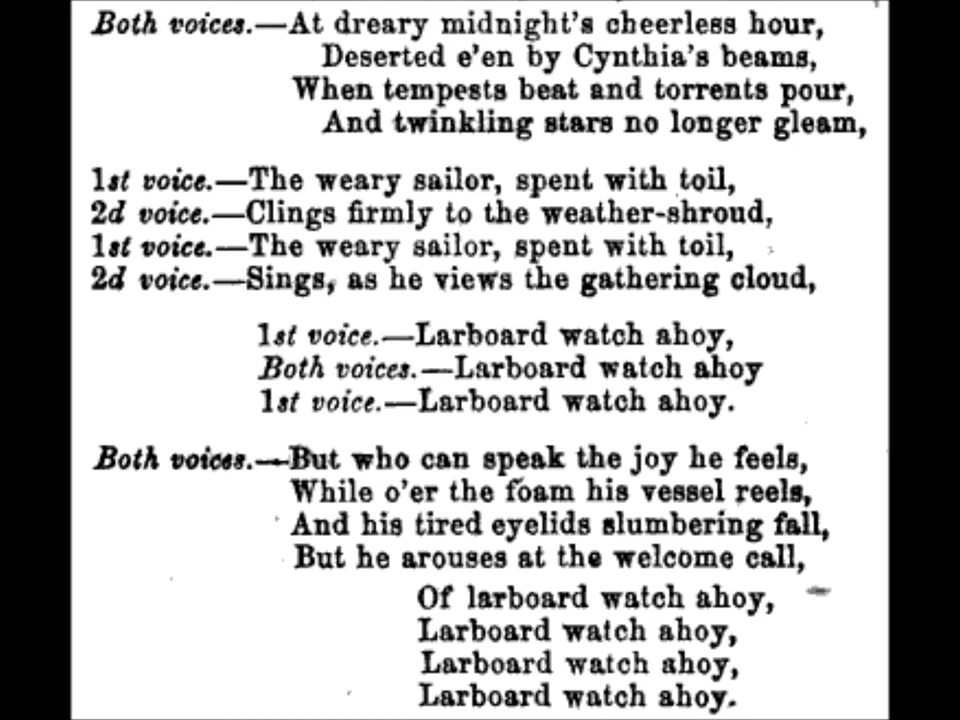 Both voices.—At dreary midnight's cheerless hour,
Deserted e'en by Cynthia's beams,
When tempests beat and torrents pour,
And twinkling stars no longer gleam,
1st voice.—The weary sailor, spent with toil,
2d voice.—Clings firmly to the weather-shroud,
1st voice.—The weary sailor, spent with toil,
2d voice.—Sings, as he views the gathering cloud,
1st voice.—Larboard watch ahoy,
Both voices.—Larboard watch ahoy
1st voice.—Larboard watch ahoy.
Both voices.—But who can speak the joy he feels,
While o'er the foam his vessel reels,
And his tired eyelids slumbering fall,
But he arouses at the welcome call,
Of larboard watch ahoy,
Larboard watch ahoy,
Larboard watch ahoy,
Larboard watch ahoy.